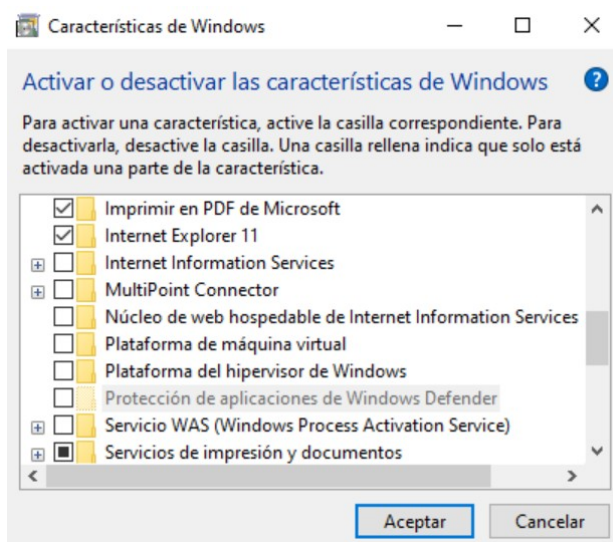 Características de Windows
Activar o desactivar las características de Windows
Para activar una característica, active la casilla correspondiente. Para
desactivarla, desactive la casilla. Una casilla rellena indica que solo está
activada una parte de la característica.
Imprimir en PDF de Microsoft
Internet Explorer 11
Internet Information Services
MultiPoint Connector
Núcleo de web hospedable de Internet Information Services
Plataforma de máquina virtual
Plataforma del hipervisor de Windows
Protección de aplicaciones de Windows Defender
Servicio WAS (Windows Process Activation Service)
Servicios de impresión y documentos
Aceptar Cancelar